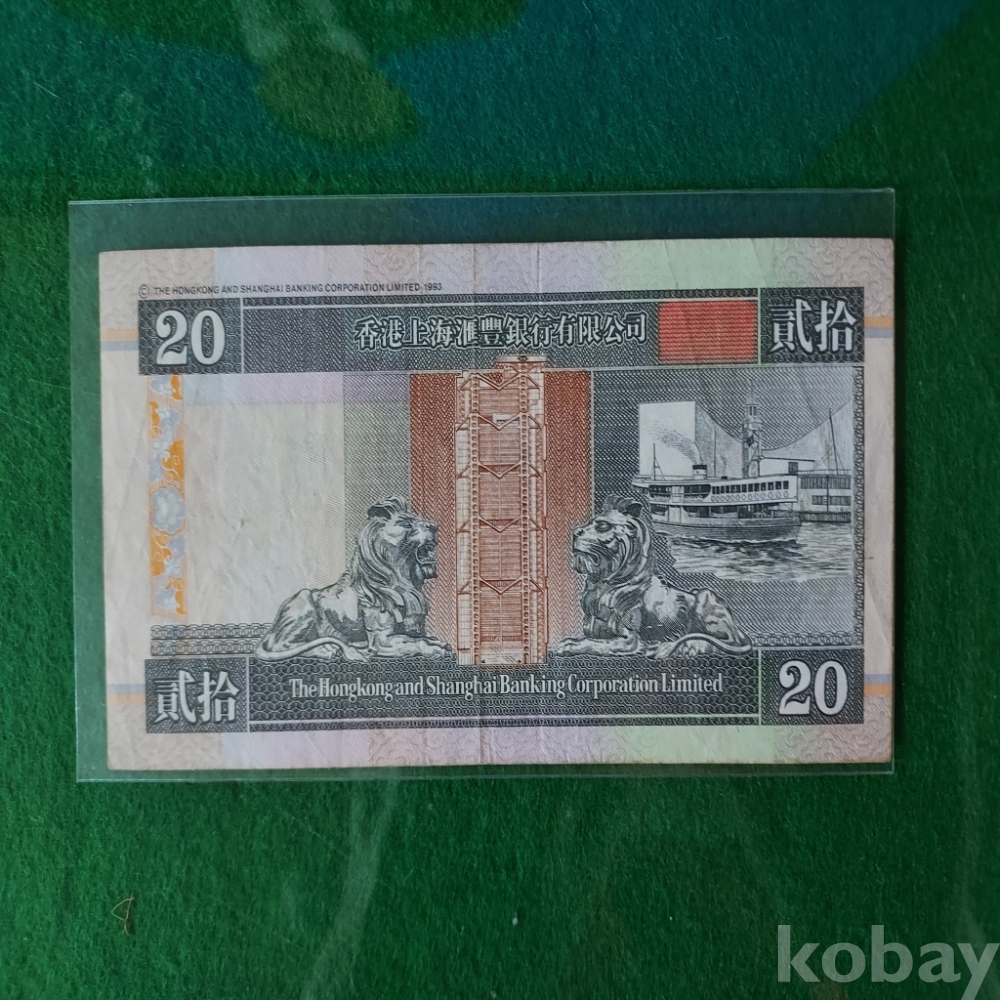 © THE HONGKONG AND SHANGHAI BANKING CORPORATION LIMITED 1993
20 香港上海滙豐銀行有限公司 貳拾
貳拾 The Hongkong and Shanghai Banking Corporation Limited 20
kobay